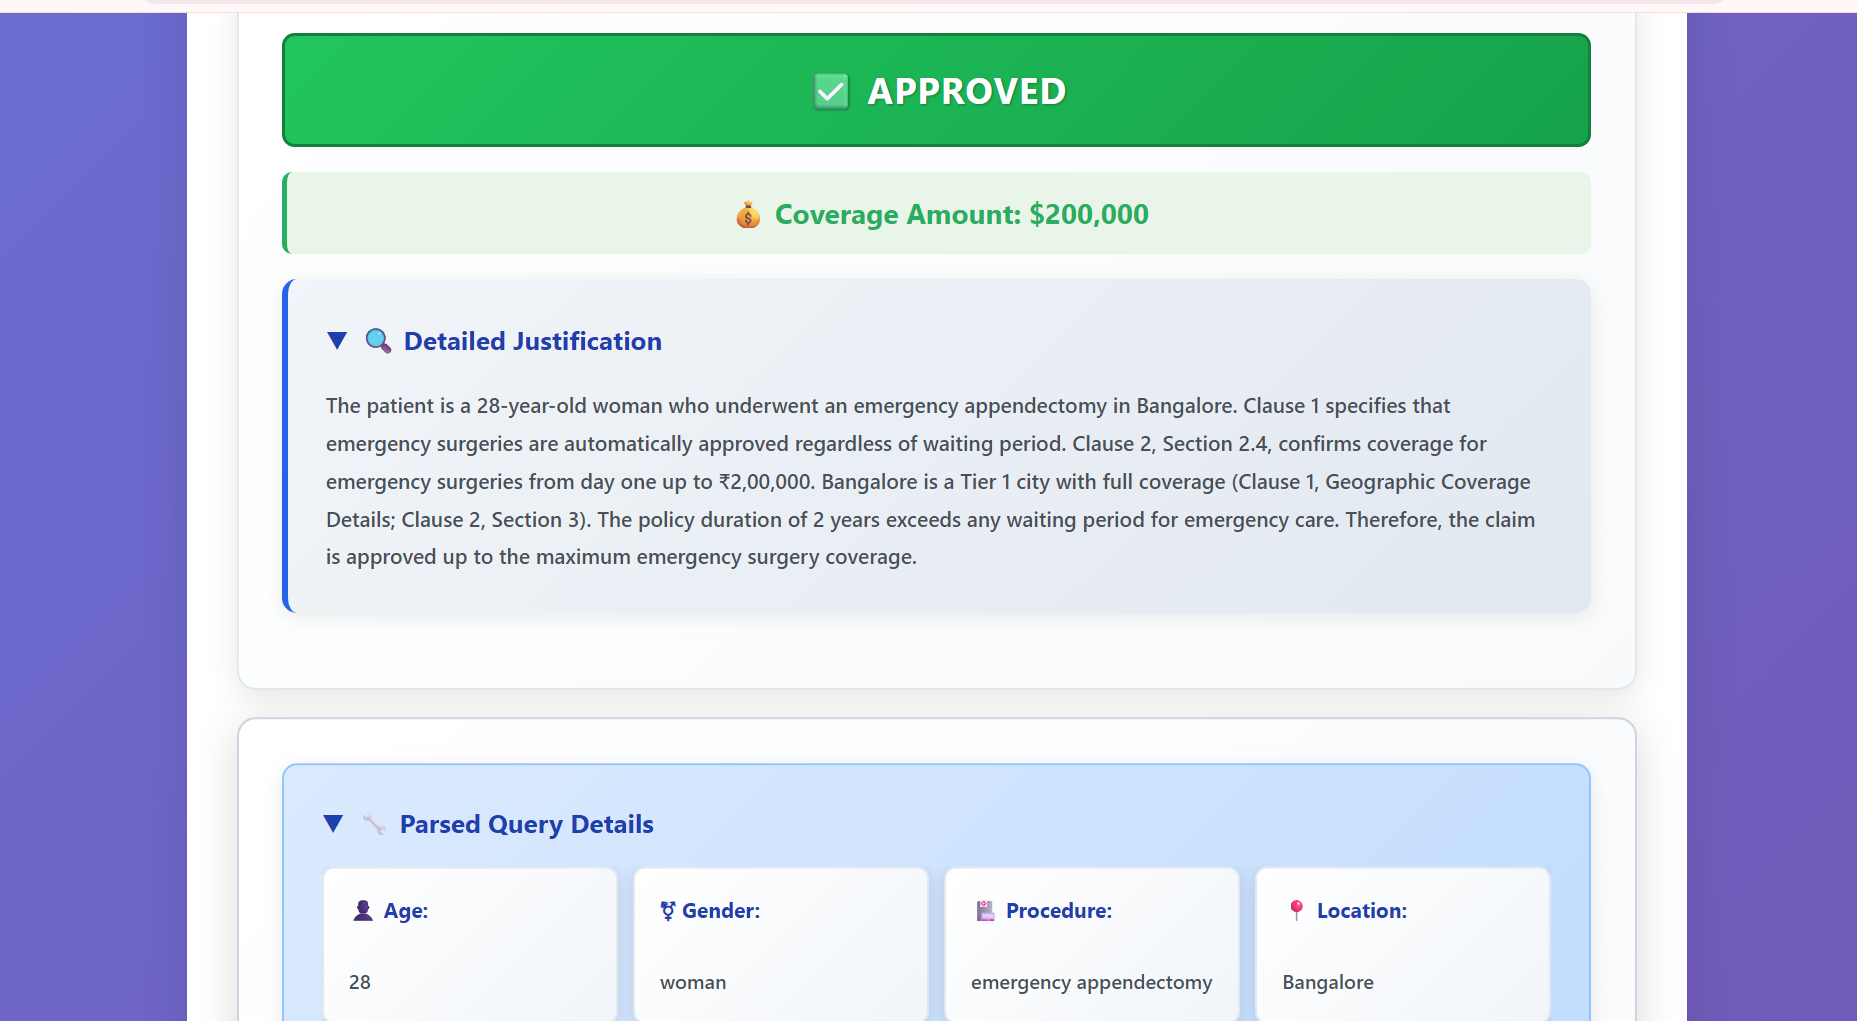 ✅ APPROVED
💰 Coverage Amount: $200,000
▼ 🔍 Detailed Justification
The patient is a 28-year-old woman who underwent an emergency appendectomy in Bangalore. Clause 1 specifies that
emergency surgeries are automatically approved regardless of waiting period. Clause 2, Section 2.4, confirms coverage for
emergency surgeries from day one up to ₹2,00,000. Bangalore is a Tier 1 city with full coverage (Clause 1, Geographic Coverage
Details; Clause 2, Section 3). The policy duration of 2 years exceeds any waiting period for emergency care. Therefore, the claim
is approved up to the maximum emergency surgery coverage.
▼ 🔧 Parsed Query Details
👤 Age:
28
⚧ Gender:
woman
🏥 Procedure:
emergency appendectomy
📍 Location:
Bangalore